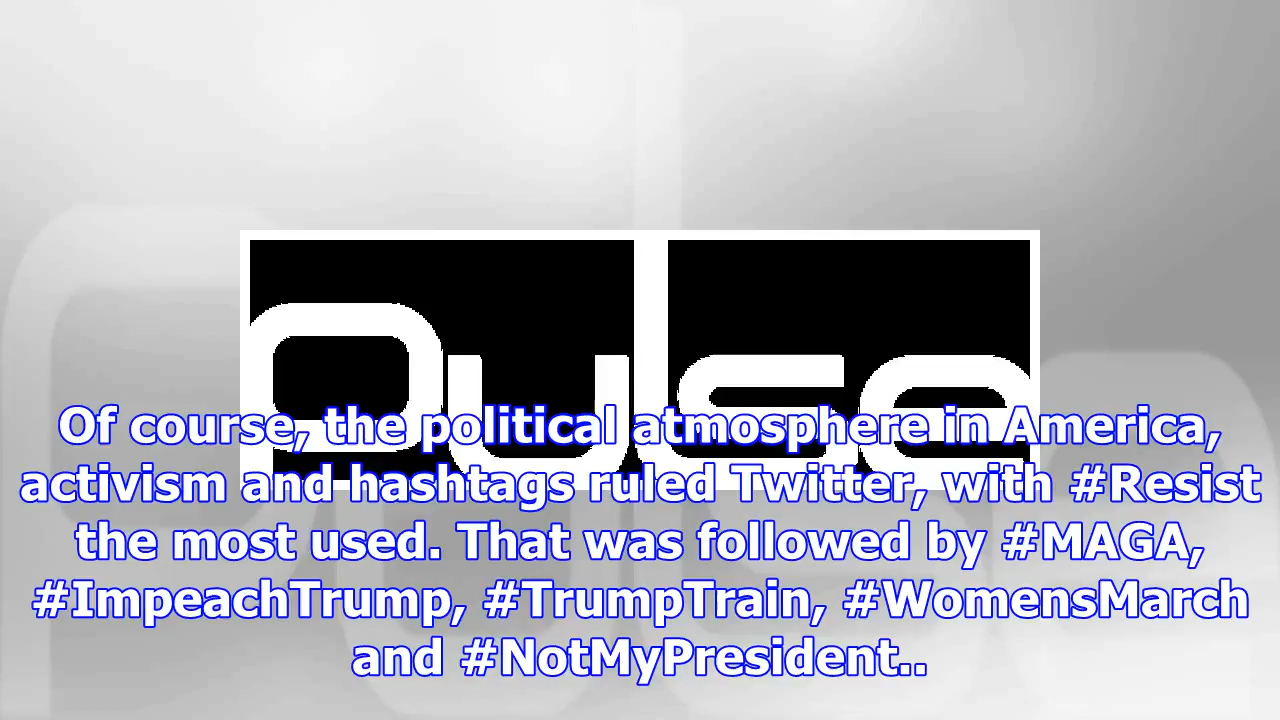 Pulse
Of course, the political atmosphere in America,
activism and hashtags ruled Twitter, with #Resist
the most used. That was followed by #MAGA,
#ImpeachTrump, #TrumpTrain, #WomensMarch
and #NotMyPresident..